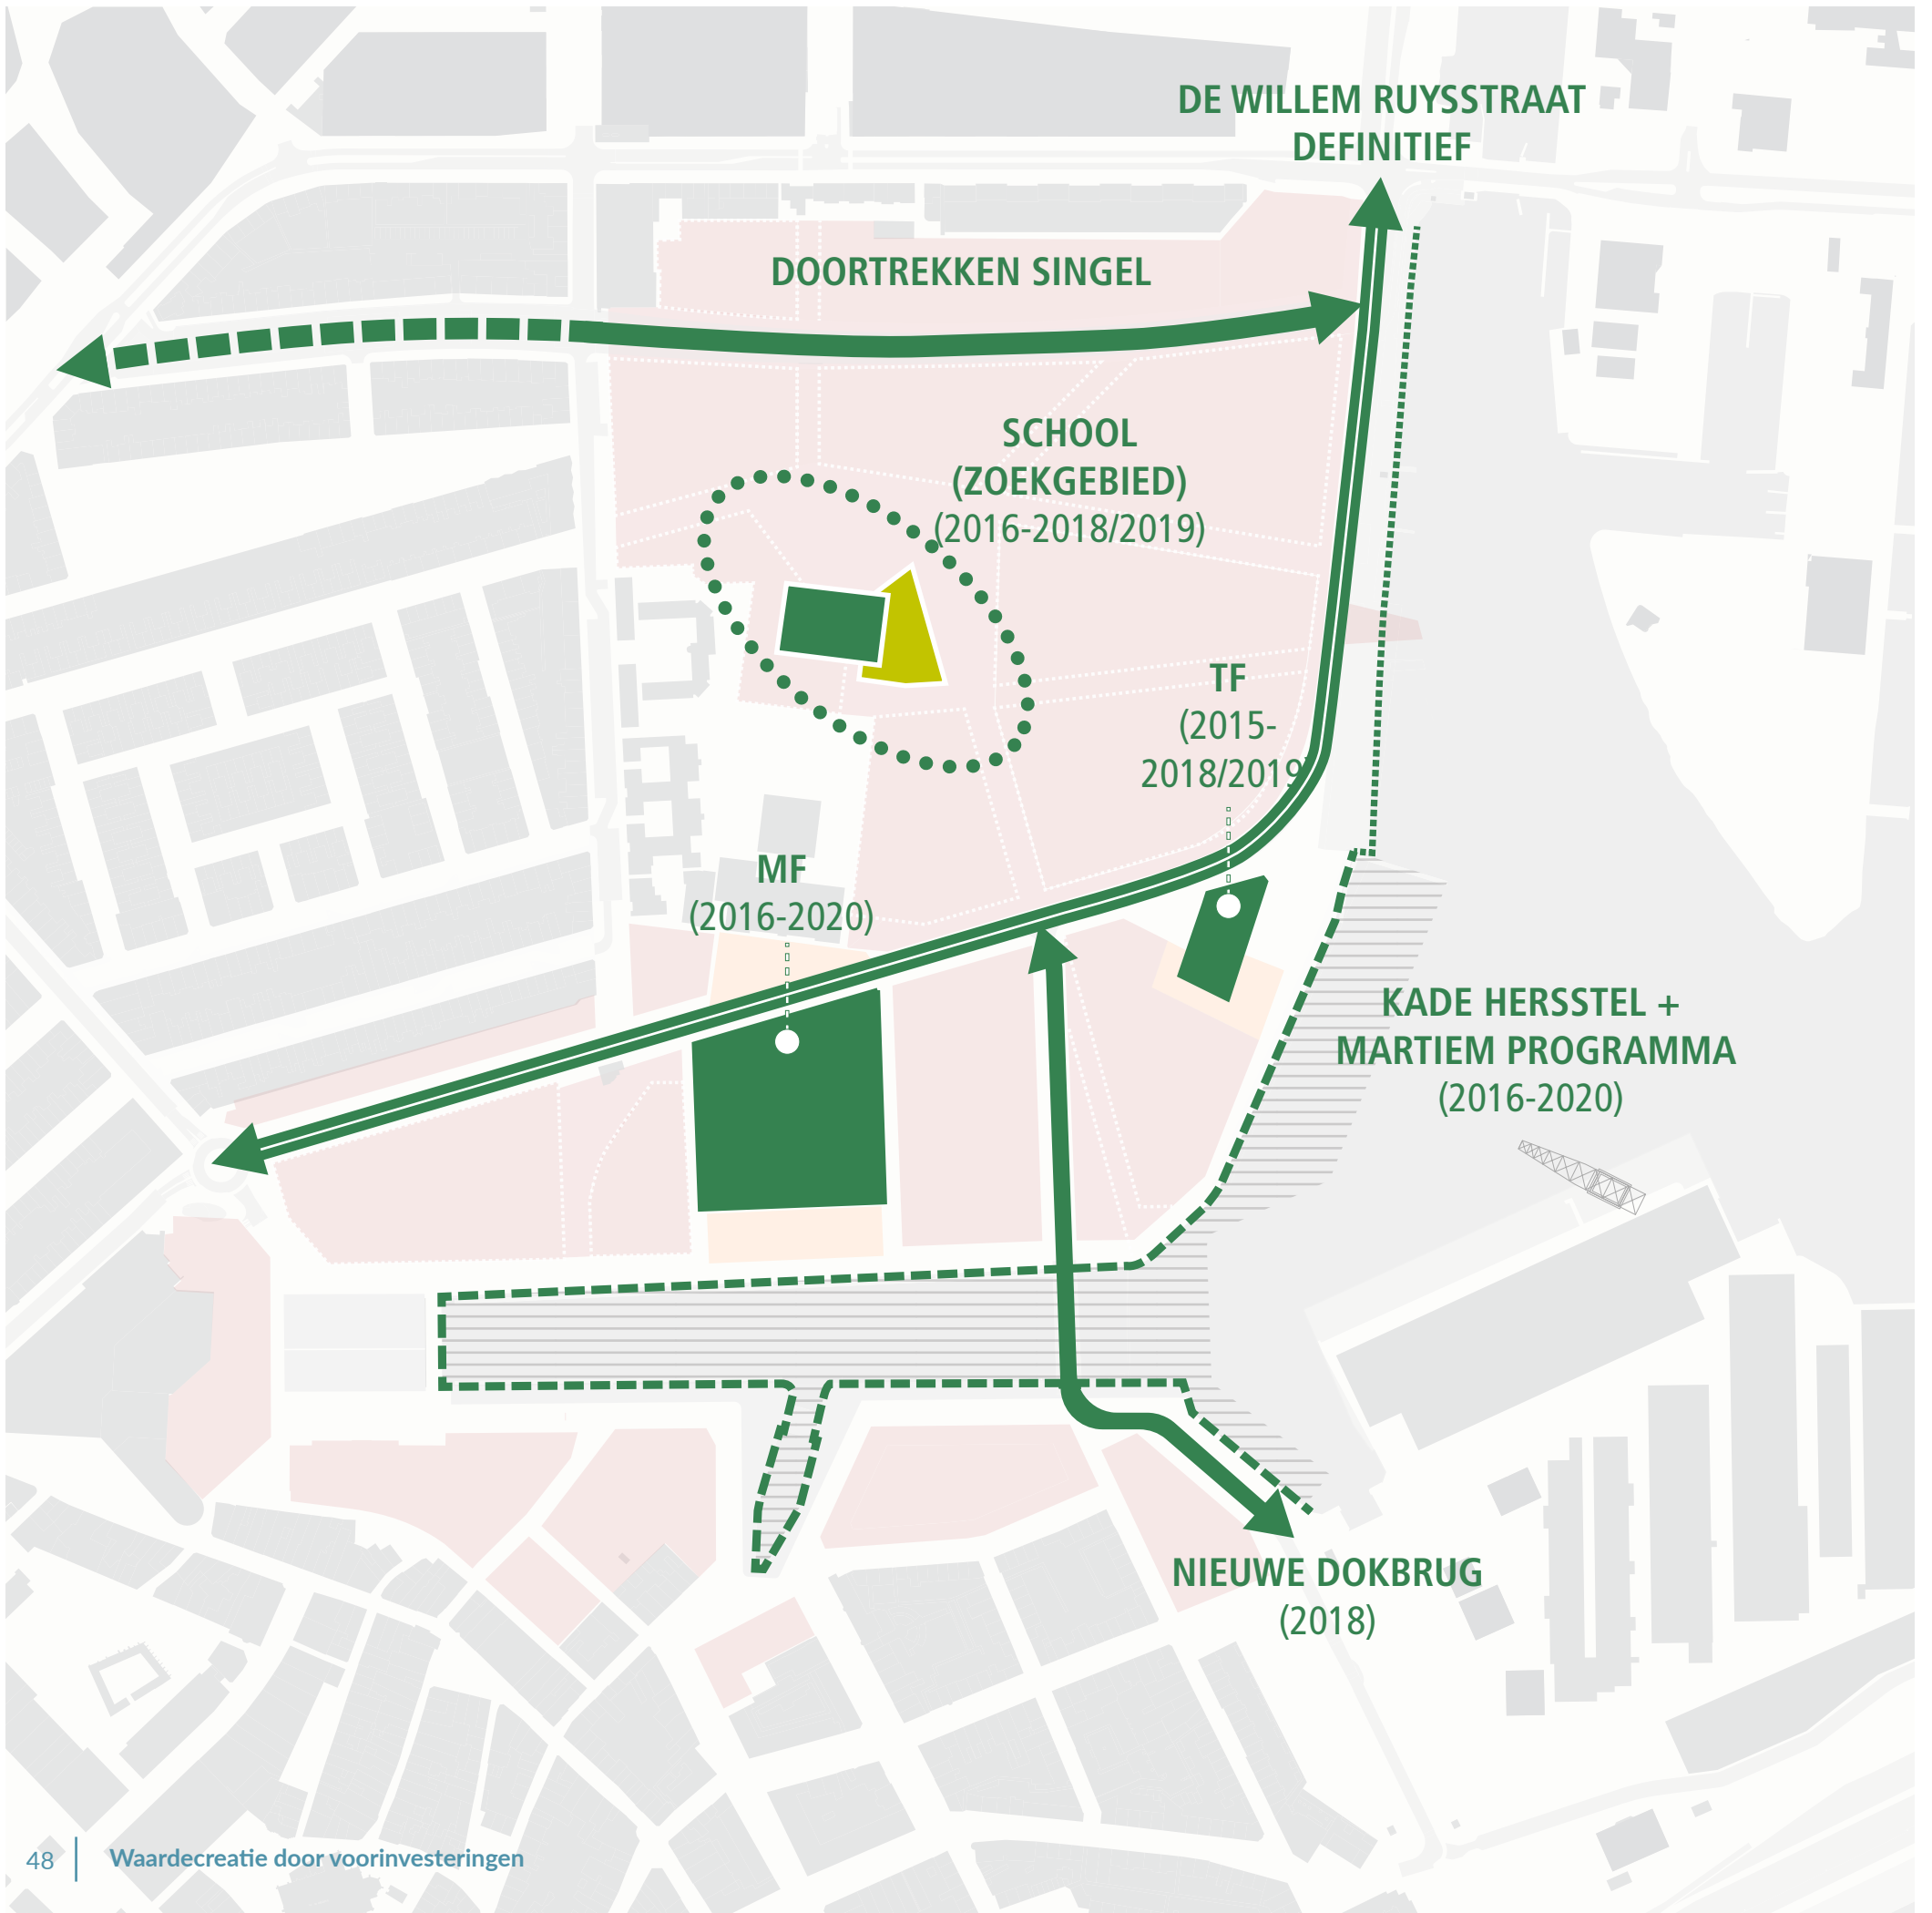 DE WILLEM RUYSSTRAAT
DEFINITIEF
DOORTREKKEN SINGEL
SCHOOL
(ZOEKGEBIED)
(2016-2018/2019)
TF
(2015-
2018/2019)
MF
(2016-2020)
KADE HERSSTEL +
MARTIEM PROGRAMMA
(2016-2020)
NIEUWE DOKBRUG
(2018)
48
Waardecreatie door voorinvesteringen